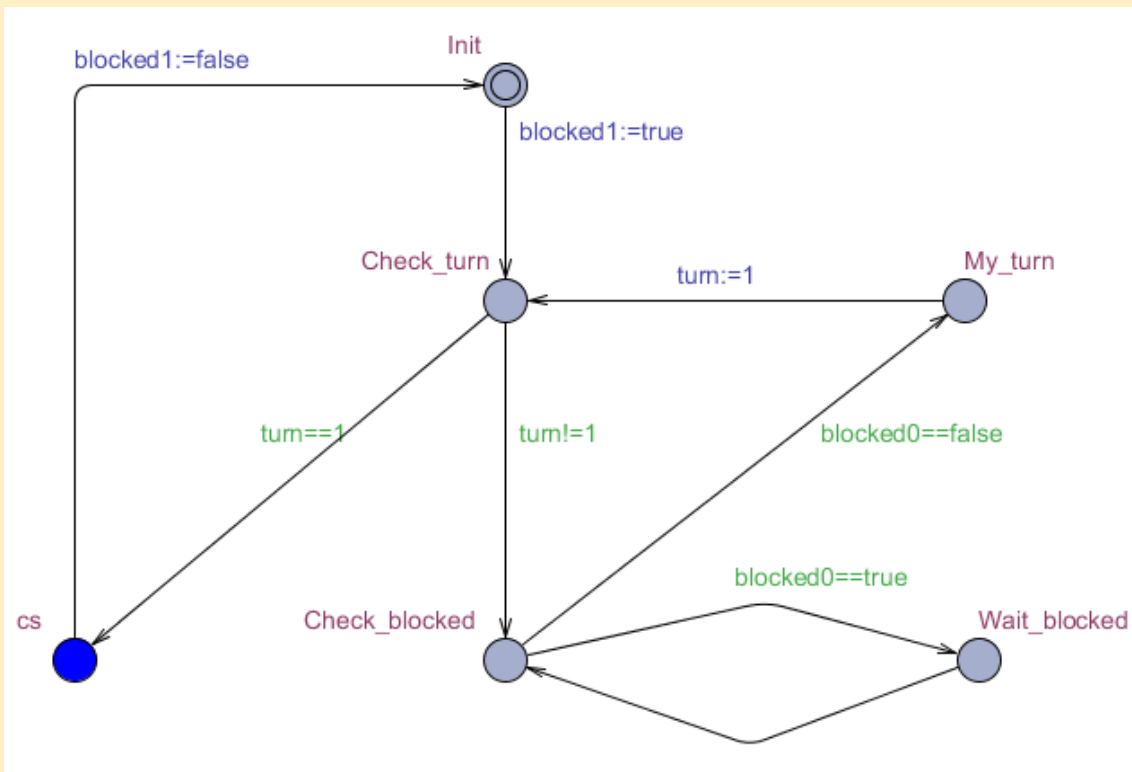 Init
blocked1:=false
blocked1:=true
Check_turn
My_turn
turn:=1
turn==1
turn!=1
blocked0==false
blocked0==true
cs
Check_blocked
Wait_blocked